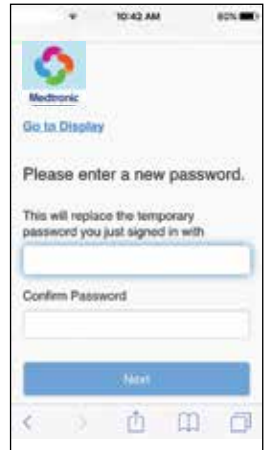 10:42 AM
80%
Medtronic
Go to Display
Please enter a new password.
This will replace the temporary
password you just signed in with
Confirm Password
Next